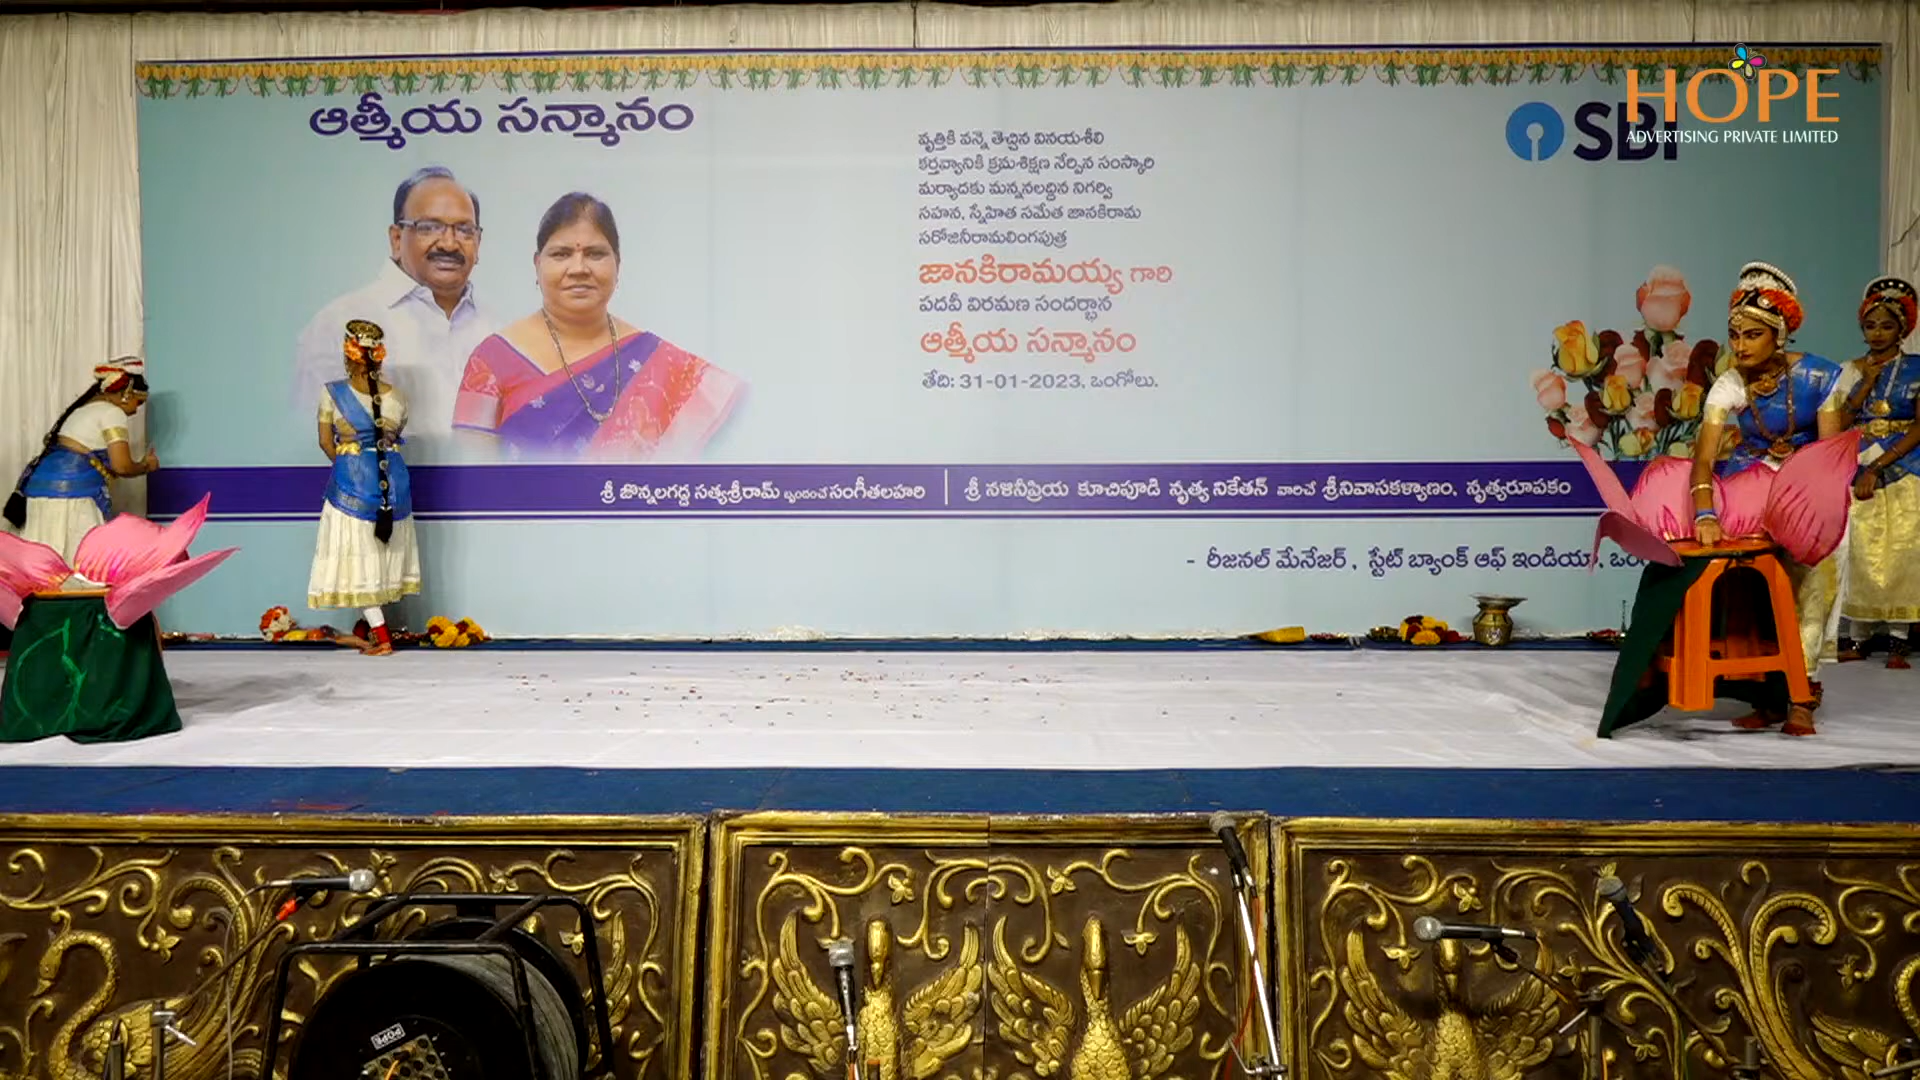 ఆత్మీయ సన్మానం
వృత్తికి వన్నె తెచ్చిన వినయశీలి
కర్తవ్యానికి క్రమశిక్షణ నేర్పిన సంస్కారి
మర్యాదకు మన్ననలద్దిన నిగర్వి
సహన, స్నేహిత సమేత జానకిరామ
సరోజినీరామలింగపుత్ర
జానకిరామయ్య గారి
పదవీ విరమణ సందర్భాన
ఆత్మీయ సన్మానం
తేది: 31-01-2023, ఒంగోలు.
SBI
HOPE
ADVERTISING PRIVATE LIMITED
శ్రీ జొన్నలగడ్డ సత్యశ్రీరామ్ బృందంచే సంగీతలహరి | శ్రీ నళినీప్రియ కూచిపూడి నృత్య నికేతన్ వారిచే శ్రీనివాసకళ్యాణం, నృత్యరూపకం
- రీజనల్ మేనేజర్, స్టేట్ బ్యాంక్ ఆఫ్ ఇండియా,